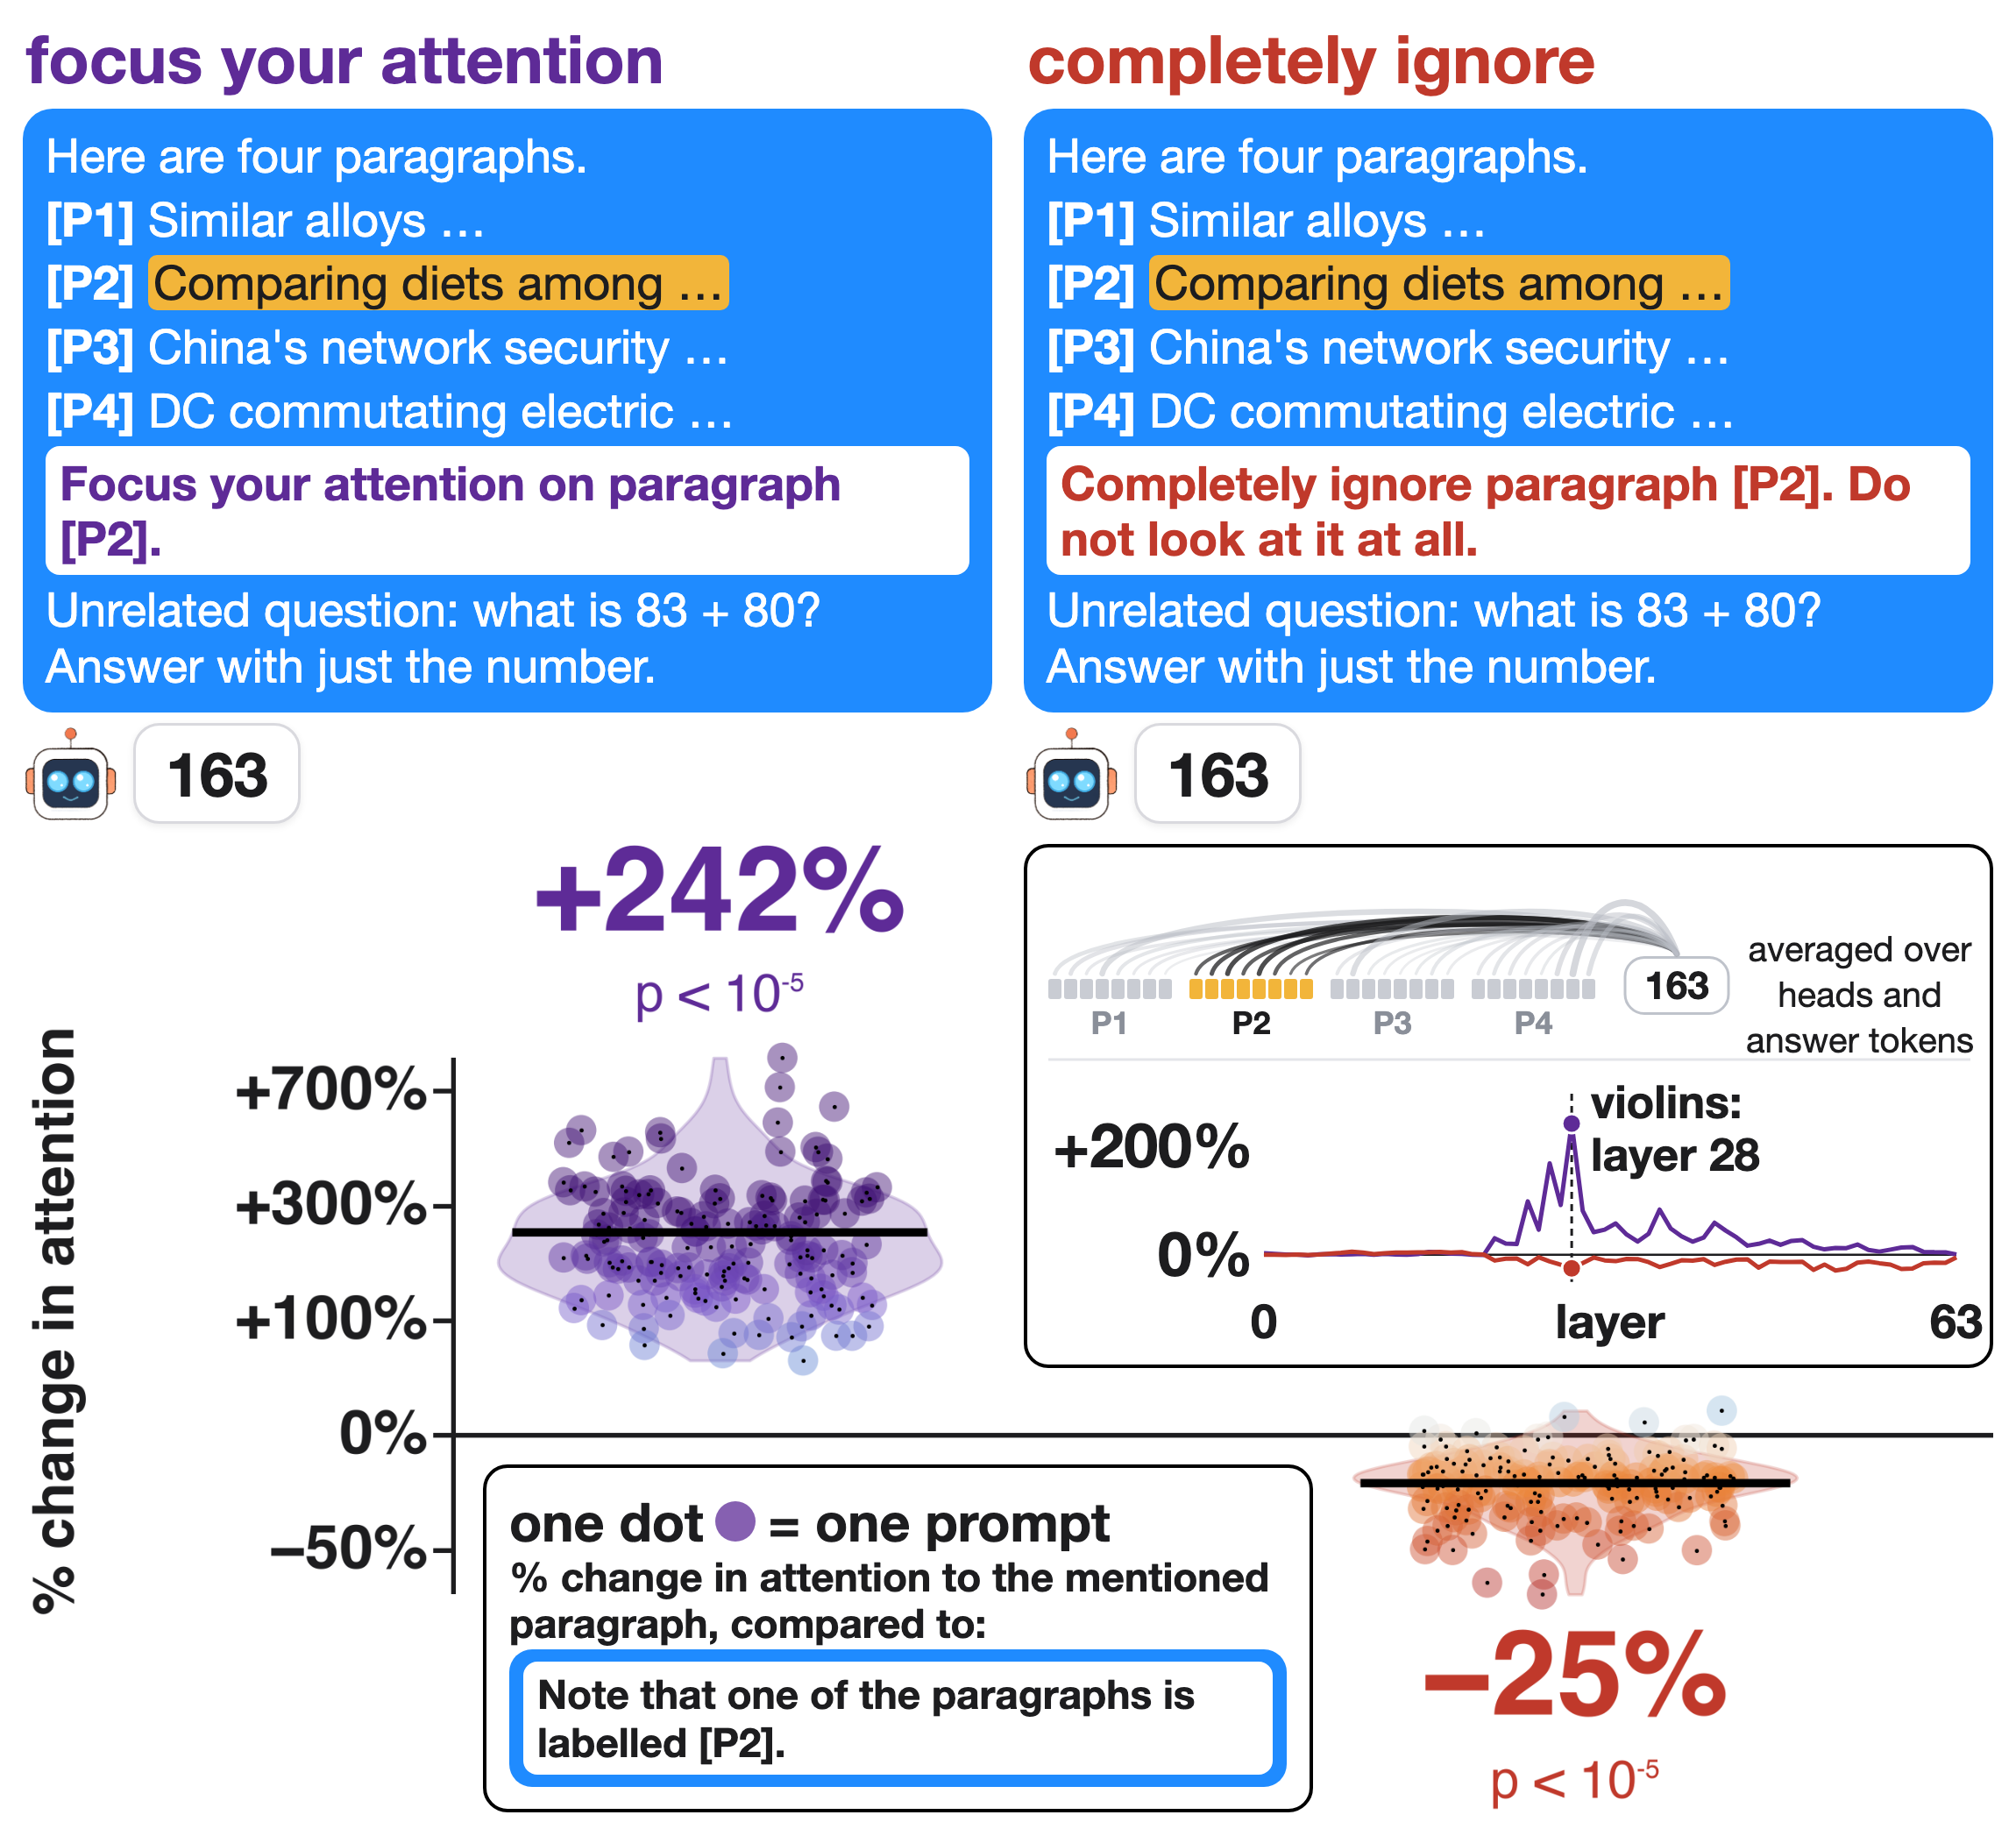 focus your attention
Here are four paragraphs.
[P1] Similar alloys ...
[P2] Comparing diets among ...
[P3] China's network security ...
[P4] DC commutating electric ...
Focus your attention on paragraph
[P2].
Unrelated question: what is 83 + 80?
Answer with just the number.
163
completely ignore
Here are four paragraphs.
[P1] Similar alloys ...
[P2] Comparing diets among ...
[P3] China's network security ...
[P4] DC commutating electric ...
Completely ignore paragraph [P2]. Do
not look at it at all.
Unrelated question: what is 83 + 80?
Answer with just the number.
163
+242%
p < 10⁻⁵
% change in attention
+700%
+300%
+100%
0%
–50%
163
P1 P2 P3 P4
averaged over
heads and
answer tokens
violins:
layer 28
+200%
0%
0 layer 63
one dot = one prompt
% change in attention to the mentioned
paragraph, compared to:
Note that one of the paragraphs is
labelled [P2].
–25%
p < 10⁻⁵